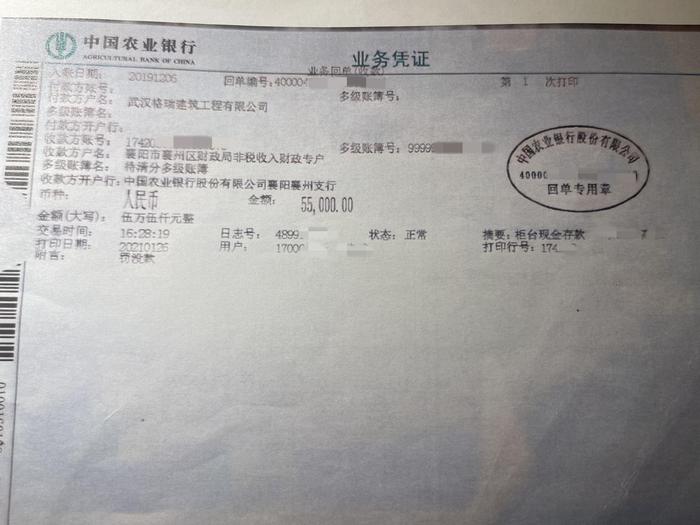 中国农业银行
AGRICULTURAL BANK OF CHINA
业务凭证
业务回单(收款)
入账日期: 20191206 回单编号: 40000 第 1 次打印
付款方账号: 多级账簿号:
付款方户名: 武汉格瑞建筑工程有限公司
多级账簿名:
付款方开户行:
收款方账号: 17420 多级账簿号: 9999
收款方户名: 襄阳市襄州区财政局非税收入财政专户
多级账簿名: 待清分多级账簿
收款方开户行: 中国农业银行股份有限公司襄阳襄州支行
币种: 人民币 金额: 55,000.00
金额(大写): 伍万伍仟元整
交易时间: 16:28:19 日志号: 4899 状态: 正常 摘要: 柜台现金存款
打印日期: 20210126 用户: 17000 打印行号: 174
附言: 罚没款
中国农业银行股份有限公司
40000
回单专用章